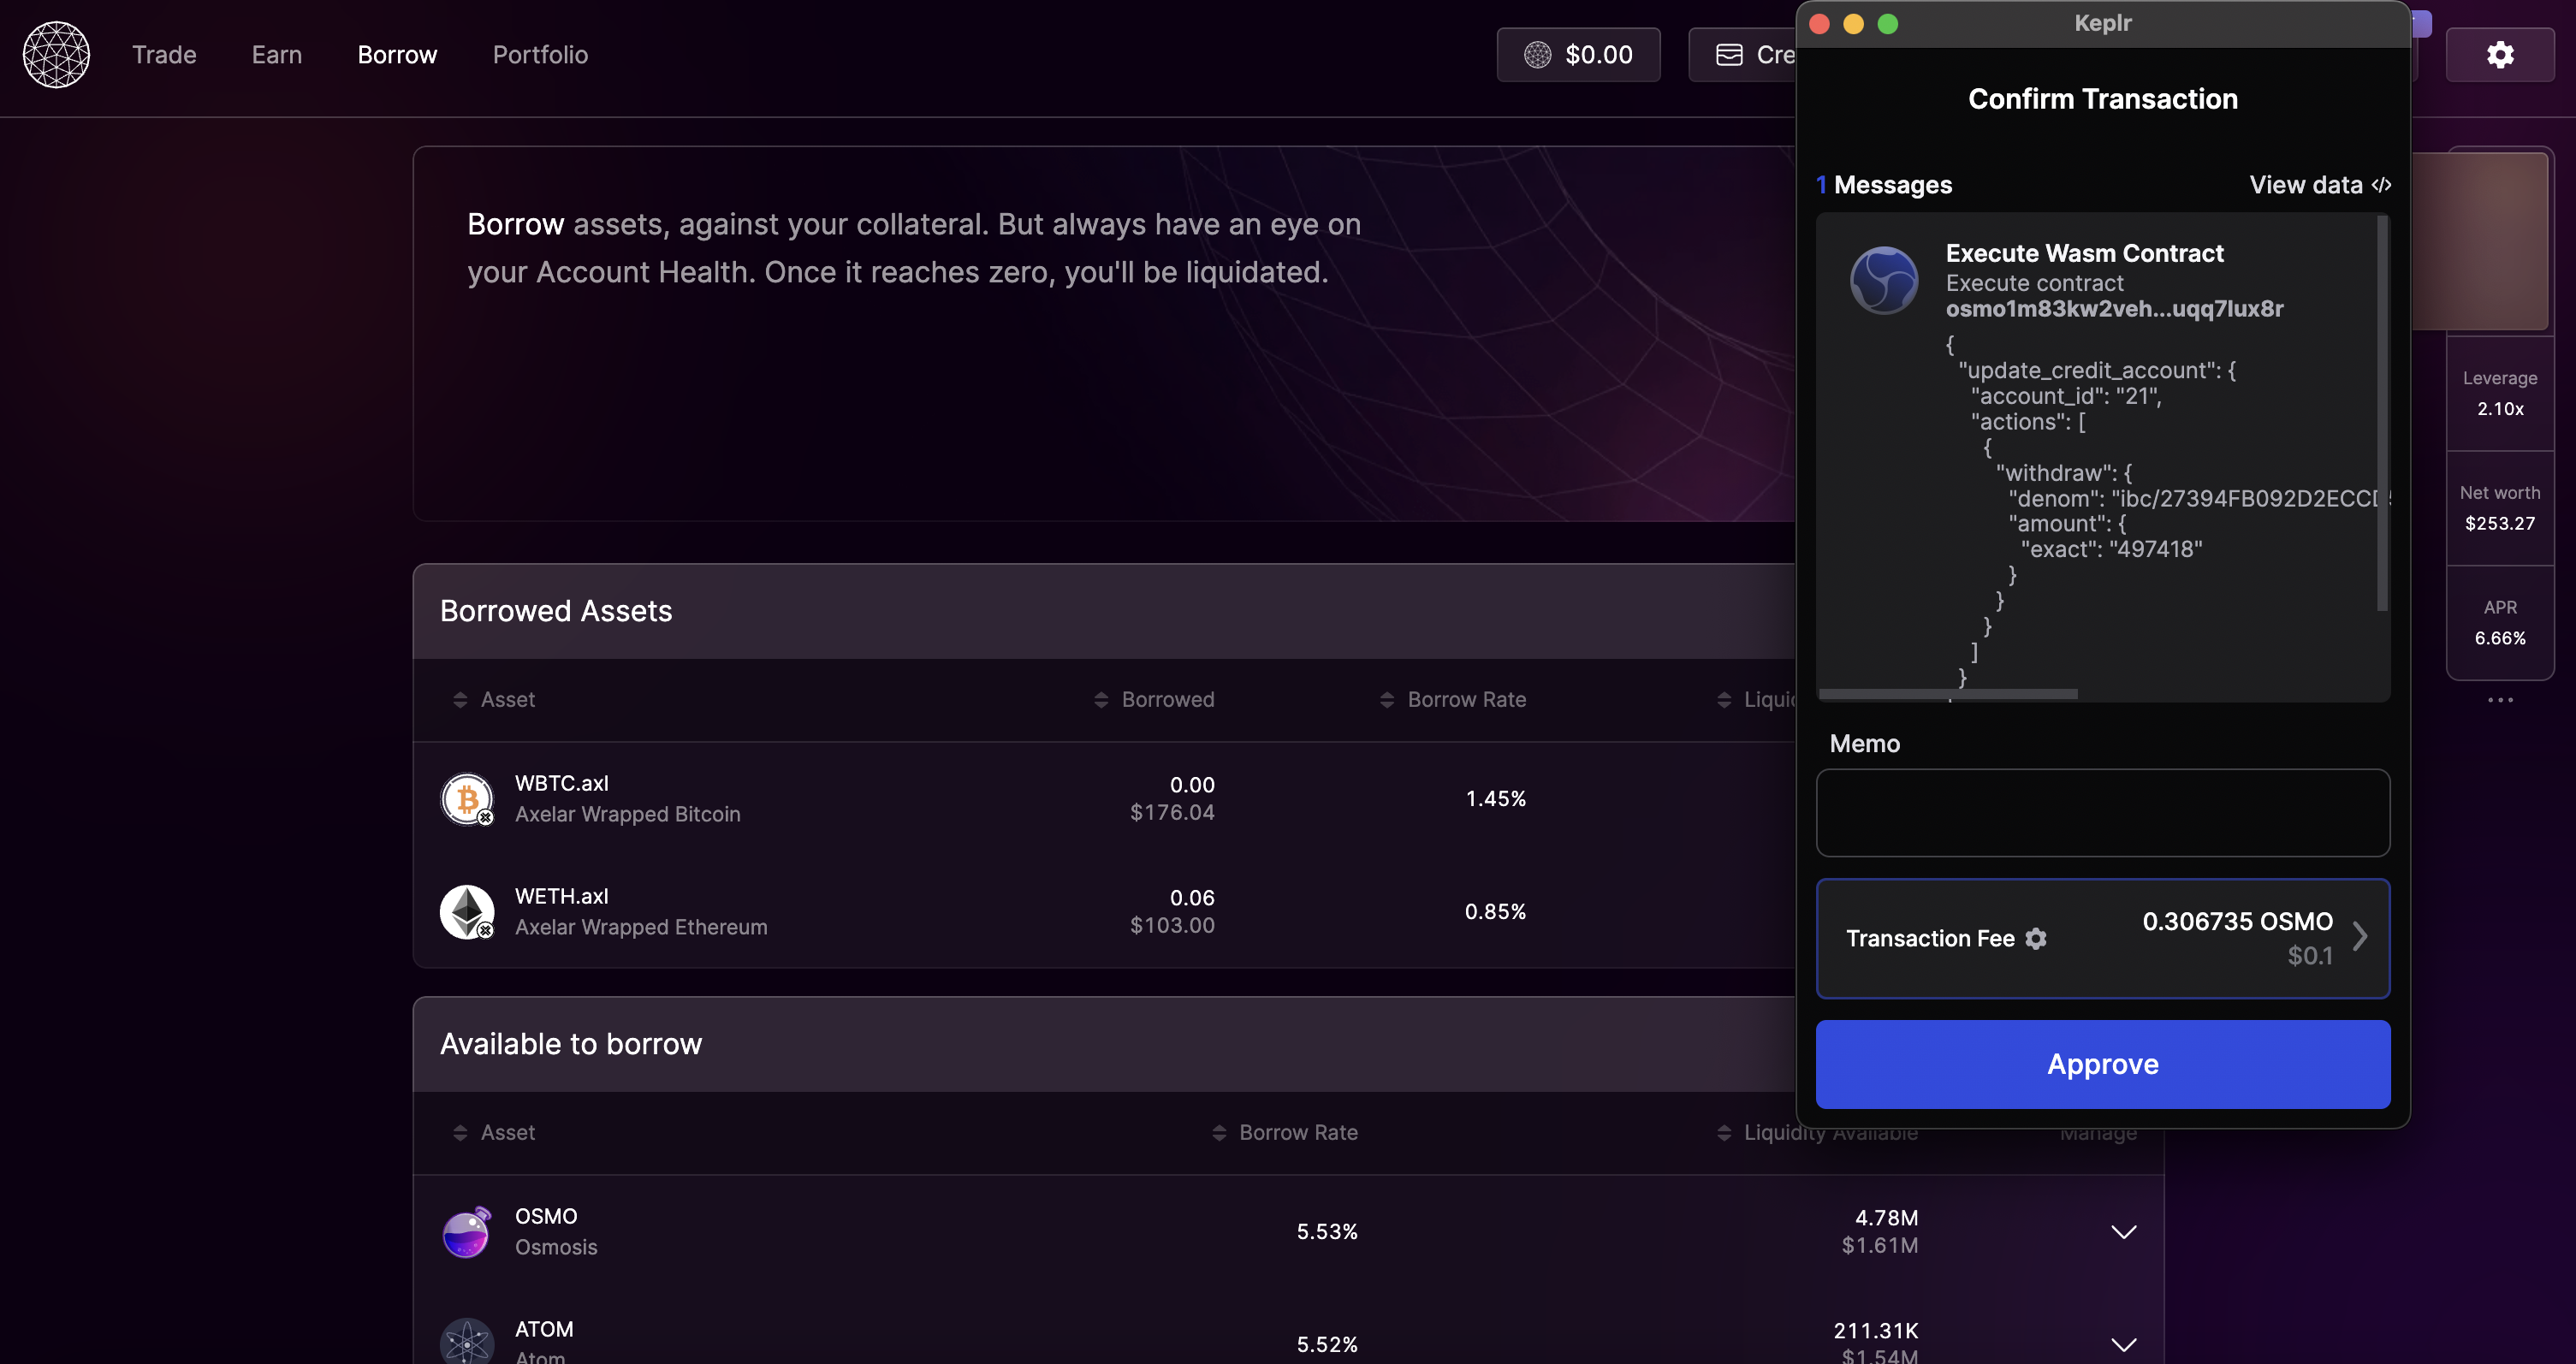 Trade
Earn
Borrow
Portfolio
$0.00
Cre
Borrow assets, against your collateral. But always have an eye on
your Account Health. Once it reaches zero, you'll be liquidated.
Borrowed Assets
Asset
Borrowed
Borrow Rate
WBTC.axl
0.00
1.45%
Axelar Wrapped Bitcoin
$176.04
WETH.axl
0.06
0.85%
Axelar Wrapped Ethereum
$103.00
Available to borrow
Asset
Borrow Rate
Liquidity Available
Manage
OSMO
5.53%
4.78M
Osmosis
$1.61M
ATOM
5.52%
211.31K
Atom
$1.54M
Keplr
Confirm Transaction
1 Messages
View data </>
Execute Wasm Contract
Execute contract
osmo1m83kw2veh...uqq7lux8r
{
"update_credit_account": {
"account_id": "21",
"actions": [
{
"withdraw": {
"denom": "ibc/27394FB092D2ECCD
"amount": {
"exact": "497418"
}
}
}
]
}
Memo
Transaction Fee
0.306735 OSMO
$0.1
Approve
Leverage
2.10x
Net worth
$253.27
APR
6.66%